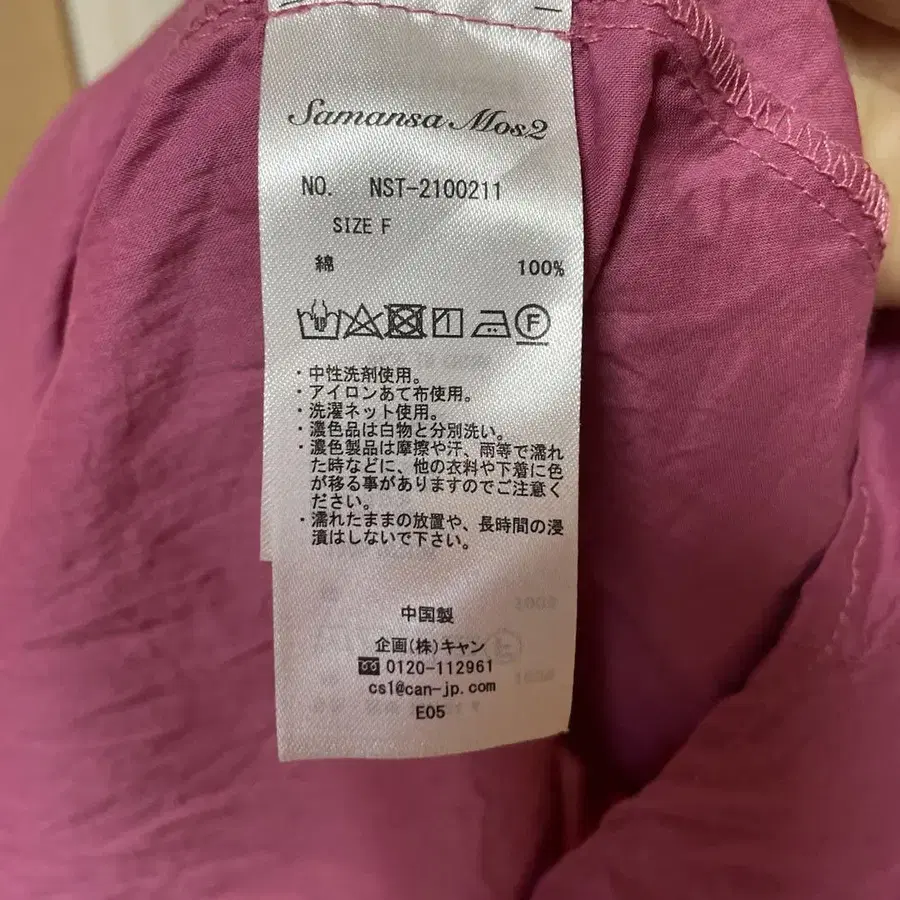 Samansa Mos2
NO. NST-2100211
SIZE F
綿 100%
F
・中性洗剤使用。
・アイロンあて布使用。
・洗濯ネット使用。
・濃色品は白物と分別洗い。
・濃色製品は摩擦や汗、雨等で濡れ
た時などに、他の衣料や下着に色
が移る事がありますのでご注意く
ださい。
・濡れたままの放置や、長時間の浸
漬はしないで下さい。
中国製
企画(株)キャン
0120-112961
cs1@can-jp.com
E05